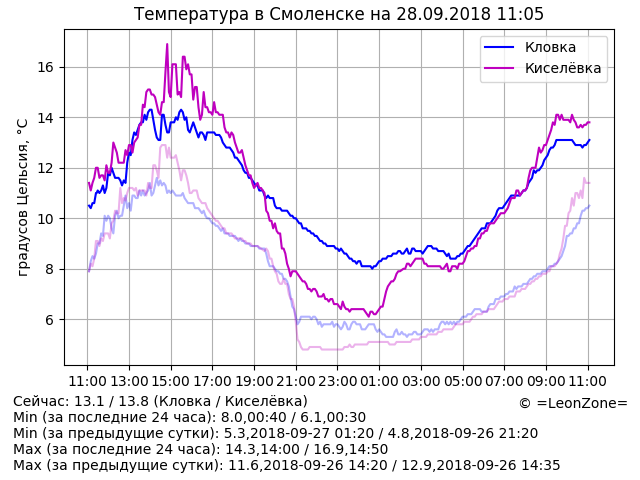 Температура в Смоленске на 28.09.2018 11:05
Кловка
Киселёвка
градусов Цельсия, °C
16
14
12
10
8
6
11:00 13:00 15:00 17:00 19:00 21:00 23:00 01:00 03:00 05:00 07:00 09:00 11:00
Сейчас: 13.1 / 13.8 (Кловка / Киселёвка)
© =LeonZone=
Min (за последние 24 часа): 8.0,00:40 / 6.1,00:30
Min (за предыдущие сутки): 5.3,2018-09-27 01:20 / 4.8,2018-09-26 21:20
Max (за последние 24 часа): 14.3,14:00 / 16.9,14:50
Max (за предыдущие сутки): 11.6,2018-09-26 14:20 / 12.9,2018-09-26 14:35